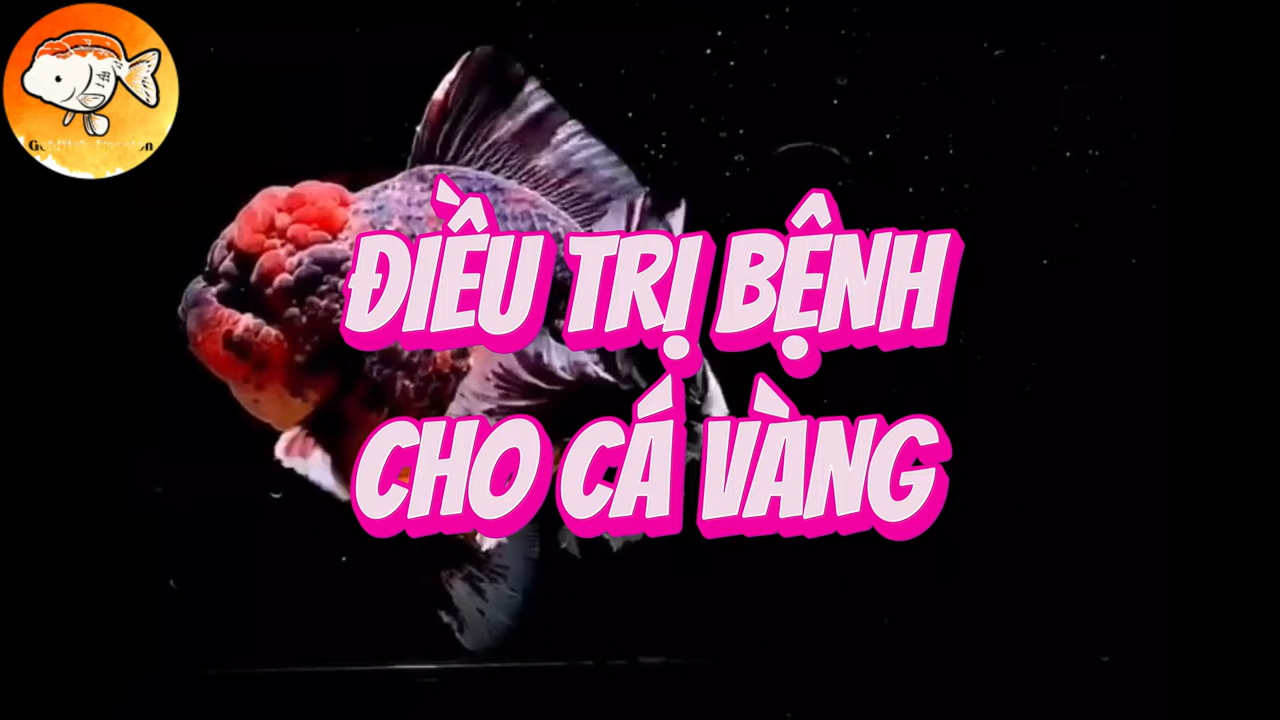 ĐIỀU TRỊ BỆNH
CHO CÁ VÀNG